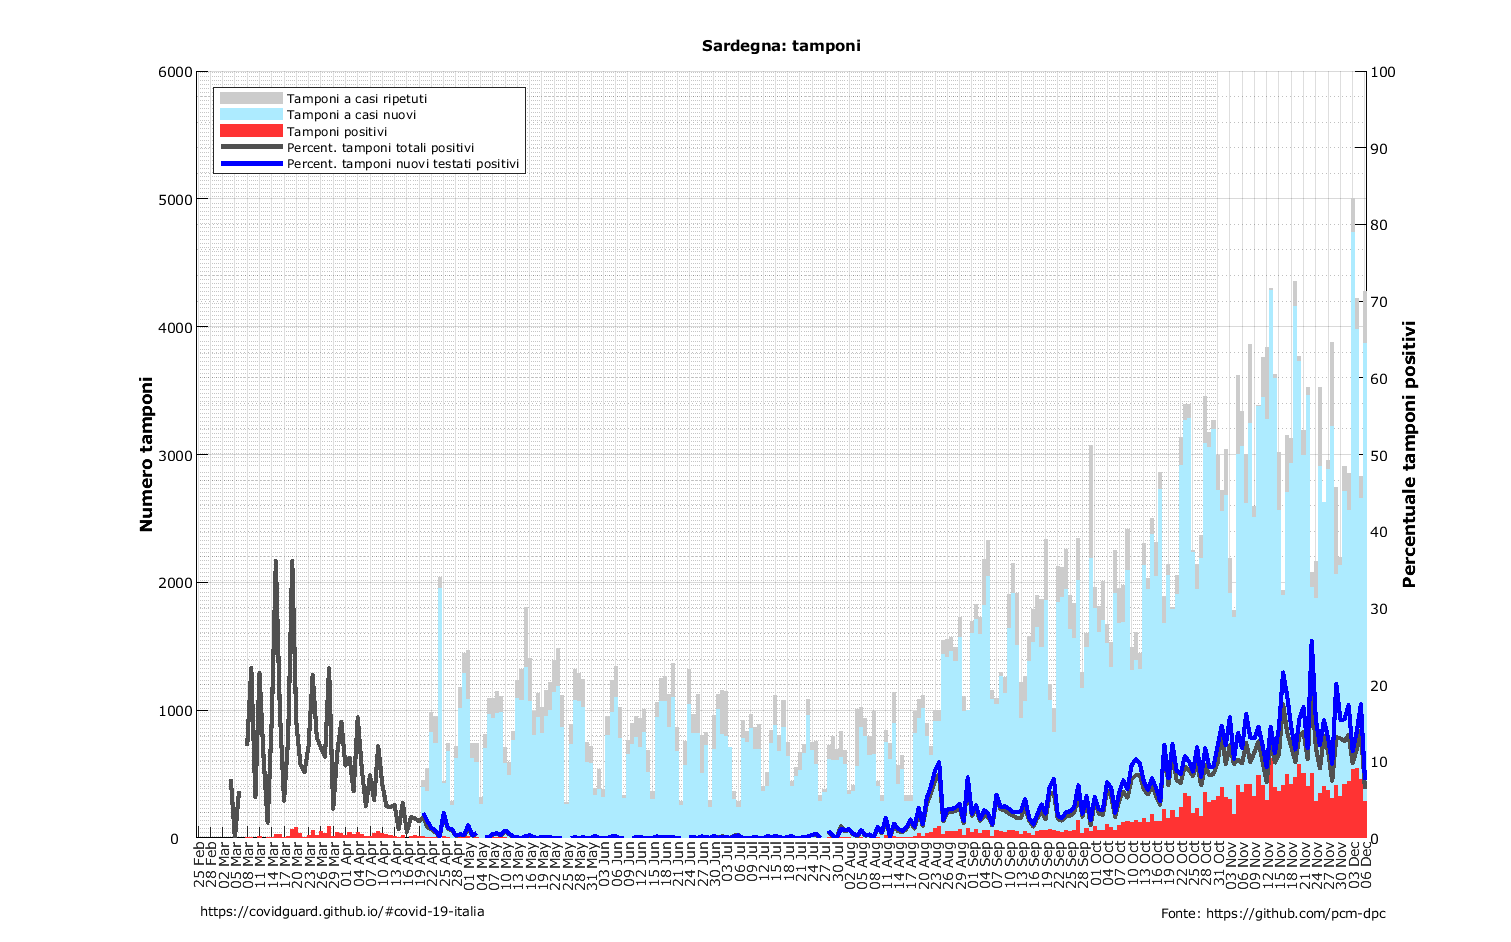 Sardegna: tamponi
6000
5000
4000
3000
2000
1000
0
Numero tamponi
Tamponi a casi ripetuti
Tamponi a casi nuovi
Tamponi positivi
Percent. tamponi totali positivi
Percent. tamponi nuovi testati positivi
100
90
80
70
60
50
40
30
20
10
0
Percentuale tamponi positivi
25 Feb
28 Feb
02 Mar
05 Mar
08 Mar
11 Mar
14 Mar
17 Mar
20 Mar
23 Mar
26 Mar
29 Mar
01 Apr
04 Apr
07 Apr
10 Apr
13 Apr
16 Apr
19 Apr
22 Apr
25 Apr
28 Apr
01 May
04 May
07 May
10 May
13 May
16 May
19 May
22 May
25 May
28 May
31 May
03 Jun
06 Jun
09 Jun
12 Jun
15 Jun
18 Jun
21 Jun
24 Jun
27 Jun
30 Jun
03 Jul
06 Jul
09 Jul
12 Jul
15 Jul
18 Jul
21 Jul
24 Jul
27 Jul
30 Jul
02 Aug
05 Aug
08 Aug
11 Aug
14 Aug
17 Aug
20 Aug
23 Aug
26 Aug
29 Aug
01 Sep
04 Sep
07 Sep
10 Sep
13 Sep
16 Sep
19 Sep
22 Sep
25 Sep
28 Sep
01 Oct
04 Oct
07 Oct
10 Oct
13 Oct
16 Oct
19 Oct
22 Oct
25 Oct
28 Oct
31 Oct
03 Nov
06 Nov
09 Nov
12 Nov
15 Nov
18 Nov
21 Nov
24 Nov
27 Nov
30 Nov
03 Dec
06 Dec
https://covidguard.github.io/#covid-19-italia
Fonte: https://github.com/pcm-dpc